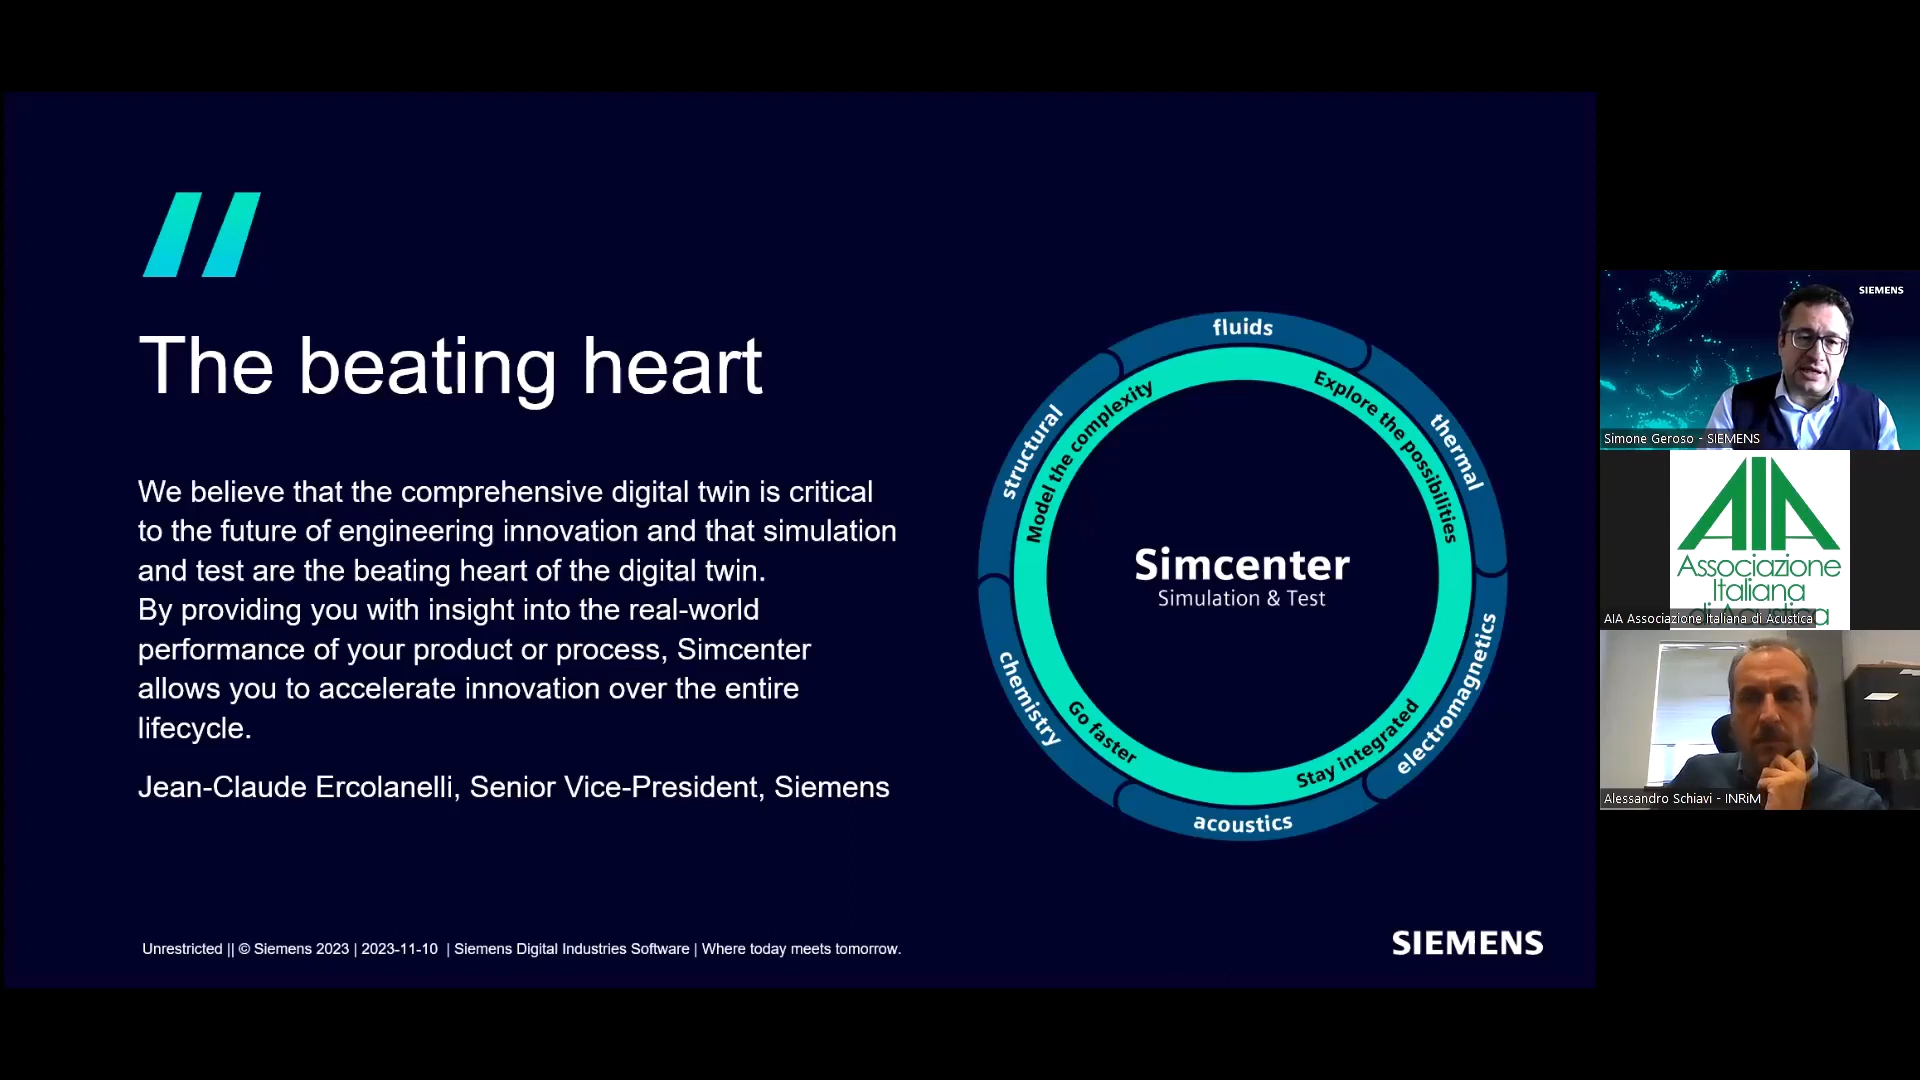 The beating heart
We believe that the comprehensive digital twin is critical
to the future of engineering innovation and that simulation
and test are the beating heart of the digital twin.
By providing you with insight into the real-world
performance of your product or process, Simcenter
allows you to accelerate innovation over the entire
lifecycle.
Jean-Claude Ercolanelli, Senior Vice-President, Siemens
fluids
thermal
electromagnetics
acoustics
chemistry
structural
Model the complexity
Explore the possibilities
Stay integrated
Go faster
Simcenter
Simulation & Test
Unrestricted || © Siemens 2023 | 2023-11-10 | Siemens Digital Industries Software | Where today meets tomorrow.
SIEMENS
SIEMENS
Simone Geroso - SIEMENS
AIA
Associazione
Italiana
di Acustica
AIA Associazione Italiana di Acustica
Alessandro Schiavi - INRiM